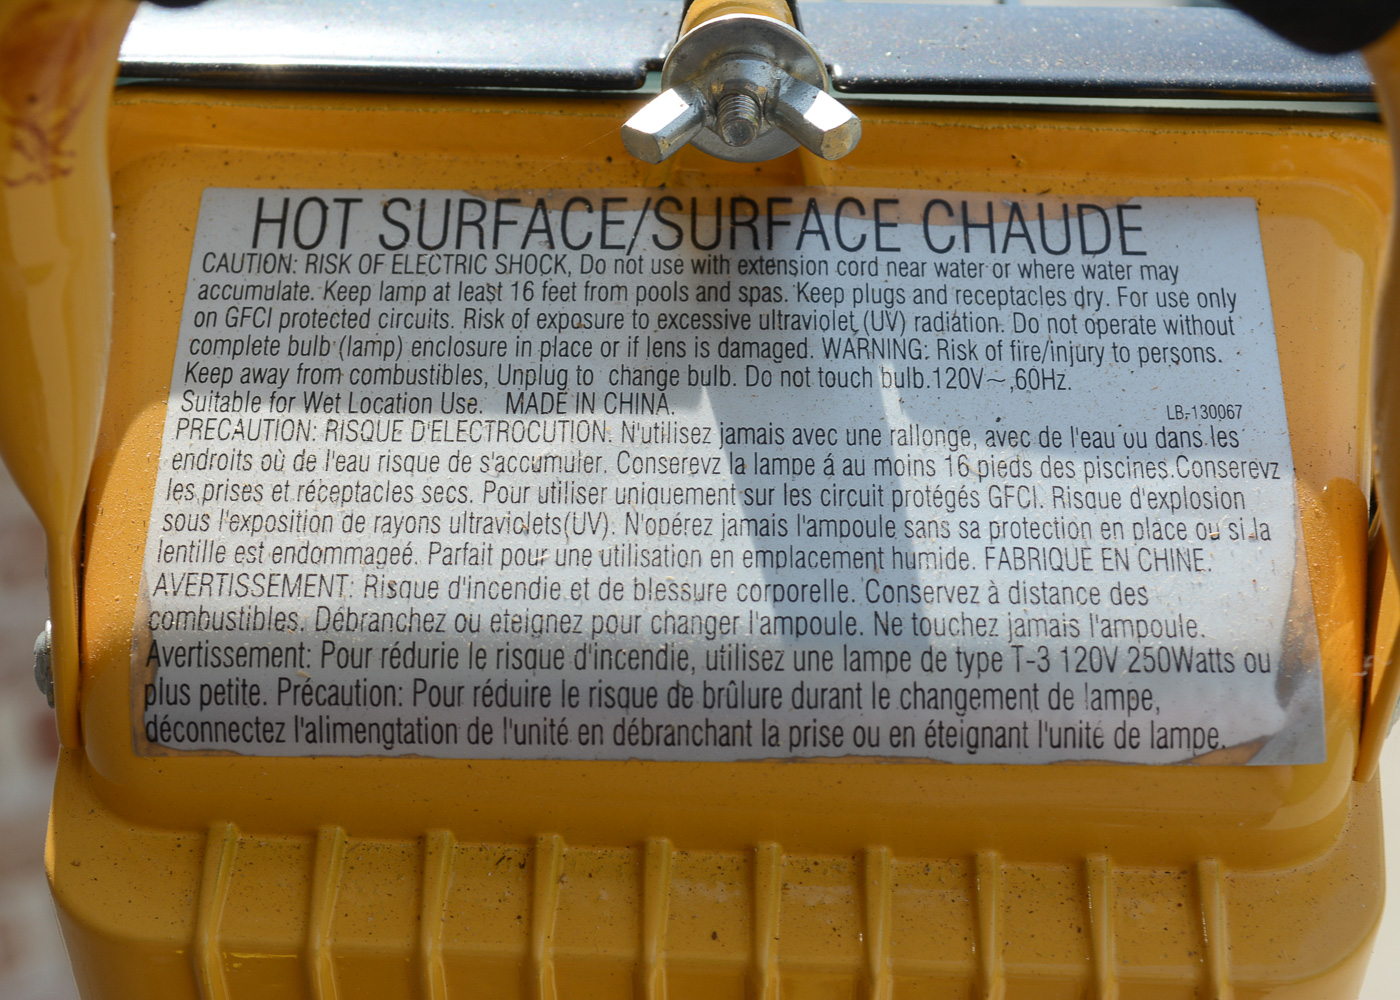 HOT SURFACE/SURFACE CHAUDE
CAUTION: RISK OF ELECTRIC SHOCK, Do not use with extension cord near water or where water may
accumulate. Keep lamp at least 16 feet from pools and spas. Keep plugs and receptacles dry. For use only
on GFCI protected circuits. Risk of exposure to excessive ultraviolet (UV) radiation. Do not operate without
complete bulb (lamp) enclosure in place or if lens is damaged. WARNING: Risk of fire/injury to persons.
Keep away from combustibles, Unplug to change bulb. Do not touch bulb.120V~,60Hz.
Suitable for Wet Location Use. MADE IN CHINA.
LB-130067
PRECAUTION: RISQUE D'ELECTROCUTION. N'utilisez jamais avec une rallonge, avec de l'eau ou dans les
endroits où de l'eau risque de s'accumuler. Conserevz la lampe á au moins 16 pieds des piscines.Conserevz
les prises et réceptacles secs. Pour utiliser uniquement sur les circuit protégés GFCI. Risque d'explosion
sous l'exposition de rayons ultraviolets(UV). N'opérez jamais l'ampoule sans sa protection en place ou si la
lentille est endommageé. Parfait pour une utilisation en emplacement humide. FABRIQUE EN CHINE.
AVERTISSEMENT: Risque d'incendie et de blessure corporelle. Conservez à distance des
combustibles. Débranchez ou eteignez pour changer l'ampoule. Ne touchez jamais l'ampoule.
Avertissement: Pour rédurie le risque d'incendie, utilisez une lampe de type T-3 120V 250Watts ou
plus petite. Précaution: Pour réduire le risque de brûlure durant le changement de lampe,
déconnectez l'alimengtation de l'unité en débranchant la prise ou en éteignant l'unité de lampe.